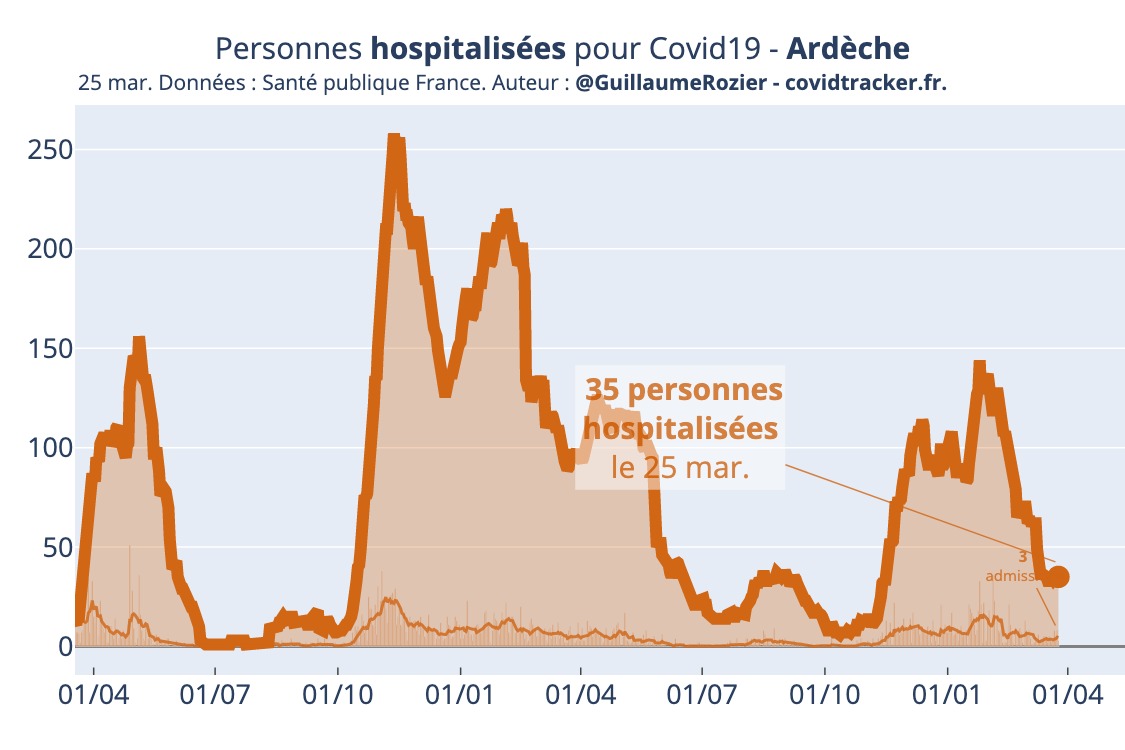 Personnes hospitalisées pour Covid19 - Ardèche
25 mar. Données : Santé publique France. Auteur : @GuillaumeRozier - covidtracker.fr.
250
200
150
100
50
0
35 personnes
hospitalisées
le 25 mar.
3
admiss
01/04
01/07
01/10
01/01
01/04
01/07
01/10
01/01
01/04